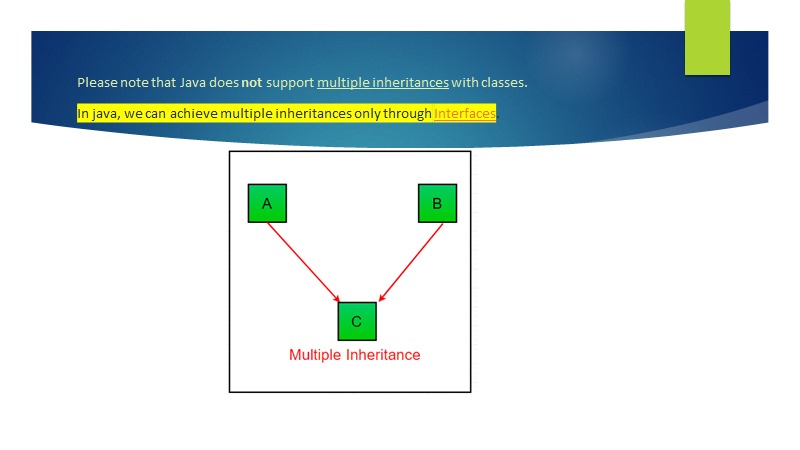 Please note that Java does not support multiple inheritances with classes.
In java, we can achieve multiple inheritances only through Interfaces.
A
B
C
Multiple Inheritance